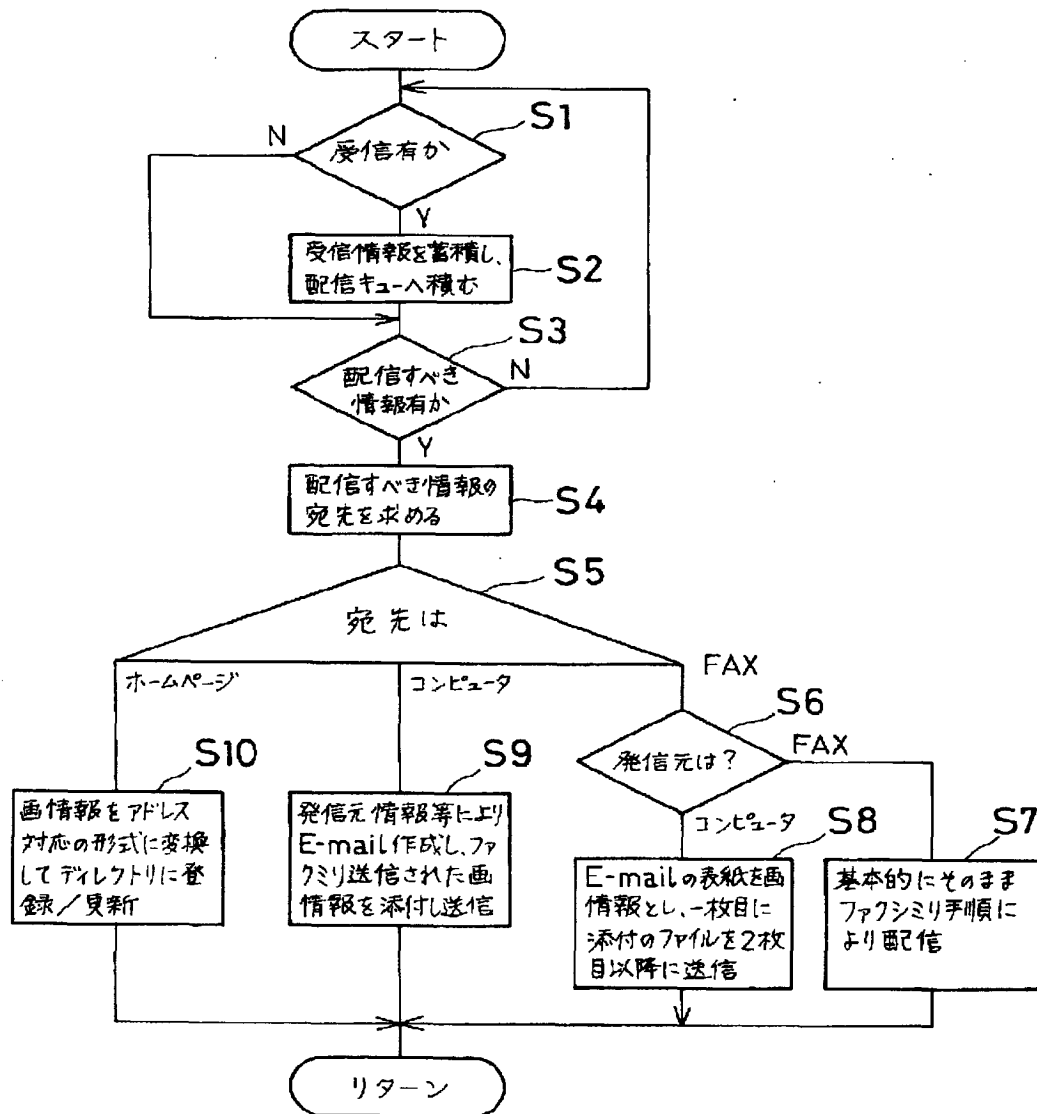 スタート
S1
N
受信有か
Y
受信情報を蓄積し、
配信キューへ積む
S2
S3
配信すべき
情報有か
N
Y
配信すべき情報の
宛先を求める
S4
S5
宛先は
ホームページ
コンピュータ
FAX
S6
発信元は?
FAX
S10
画情報をアドレス
対応の形式に変換
してディレクトリに登
録/更新
S9
発信元情報等により
E-mail作成し、ファ
クミリ送信された画
情報を添付し送信
コンピュータ
S8
E-mailの表紙を画
情報とし、一枚目に
添付のファイルを2枚
目以降に送信
S7
基本的にそのまま
ファクシミリ手順に
より配信
リターン